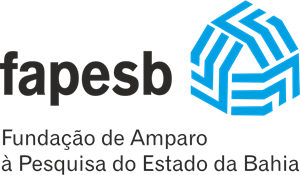 fapesb
Fundação de Amparo
à Pesquisa do Estado da Bahia